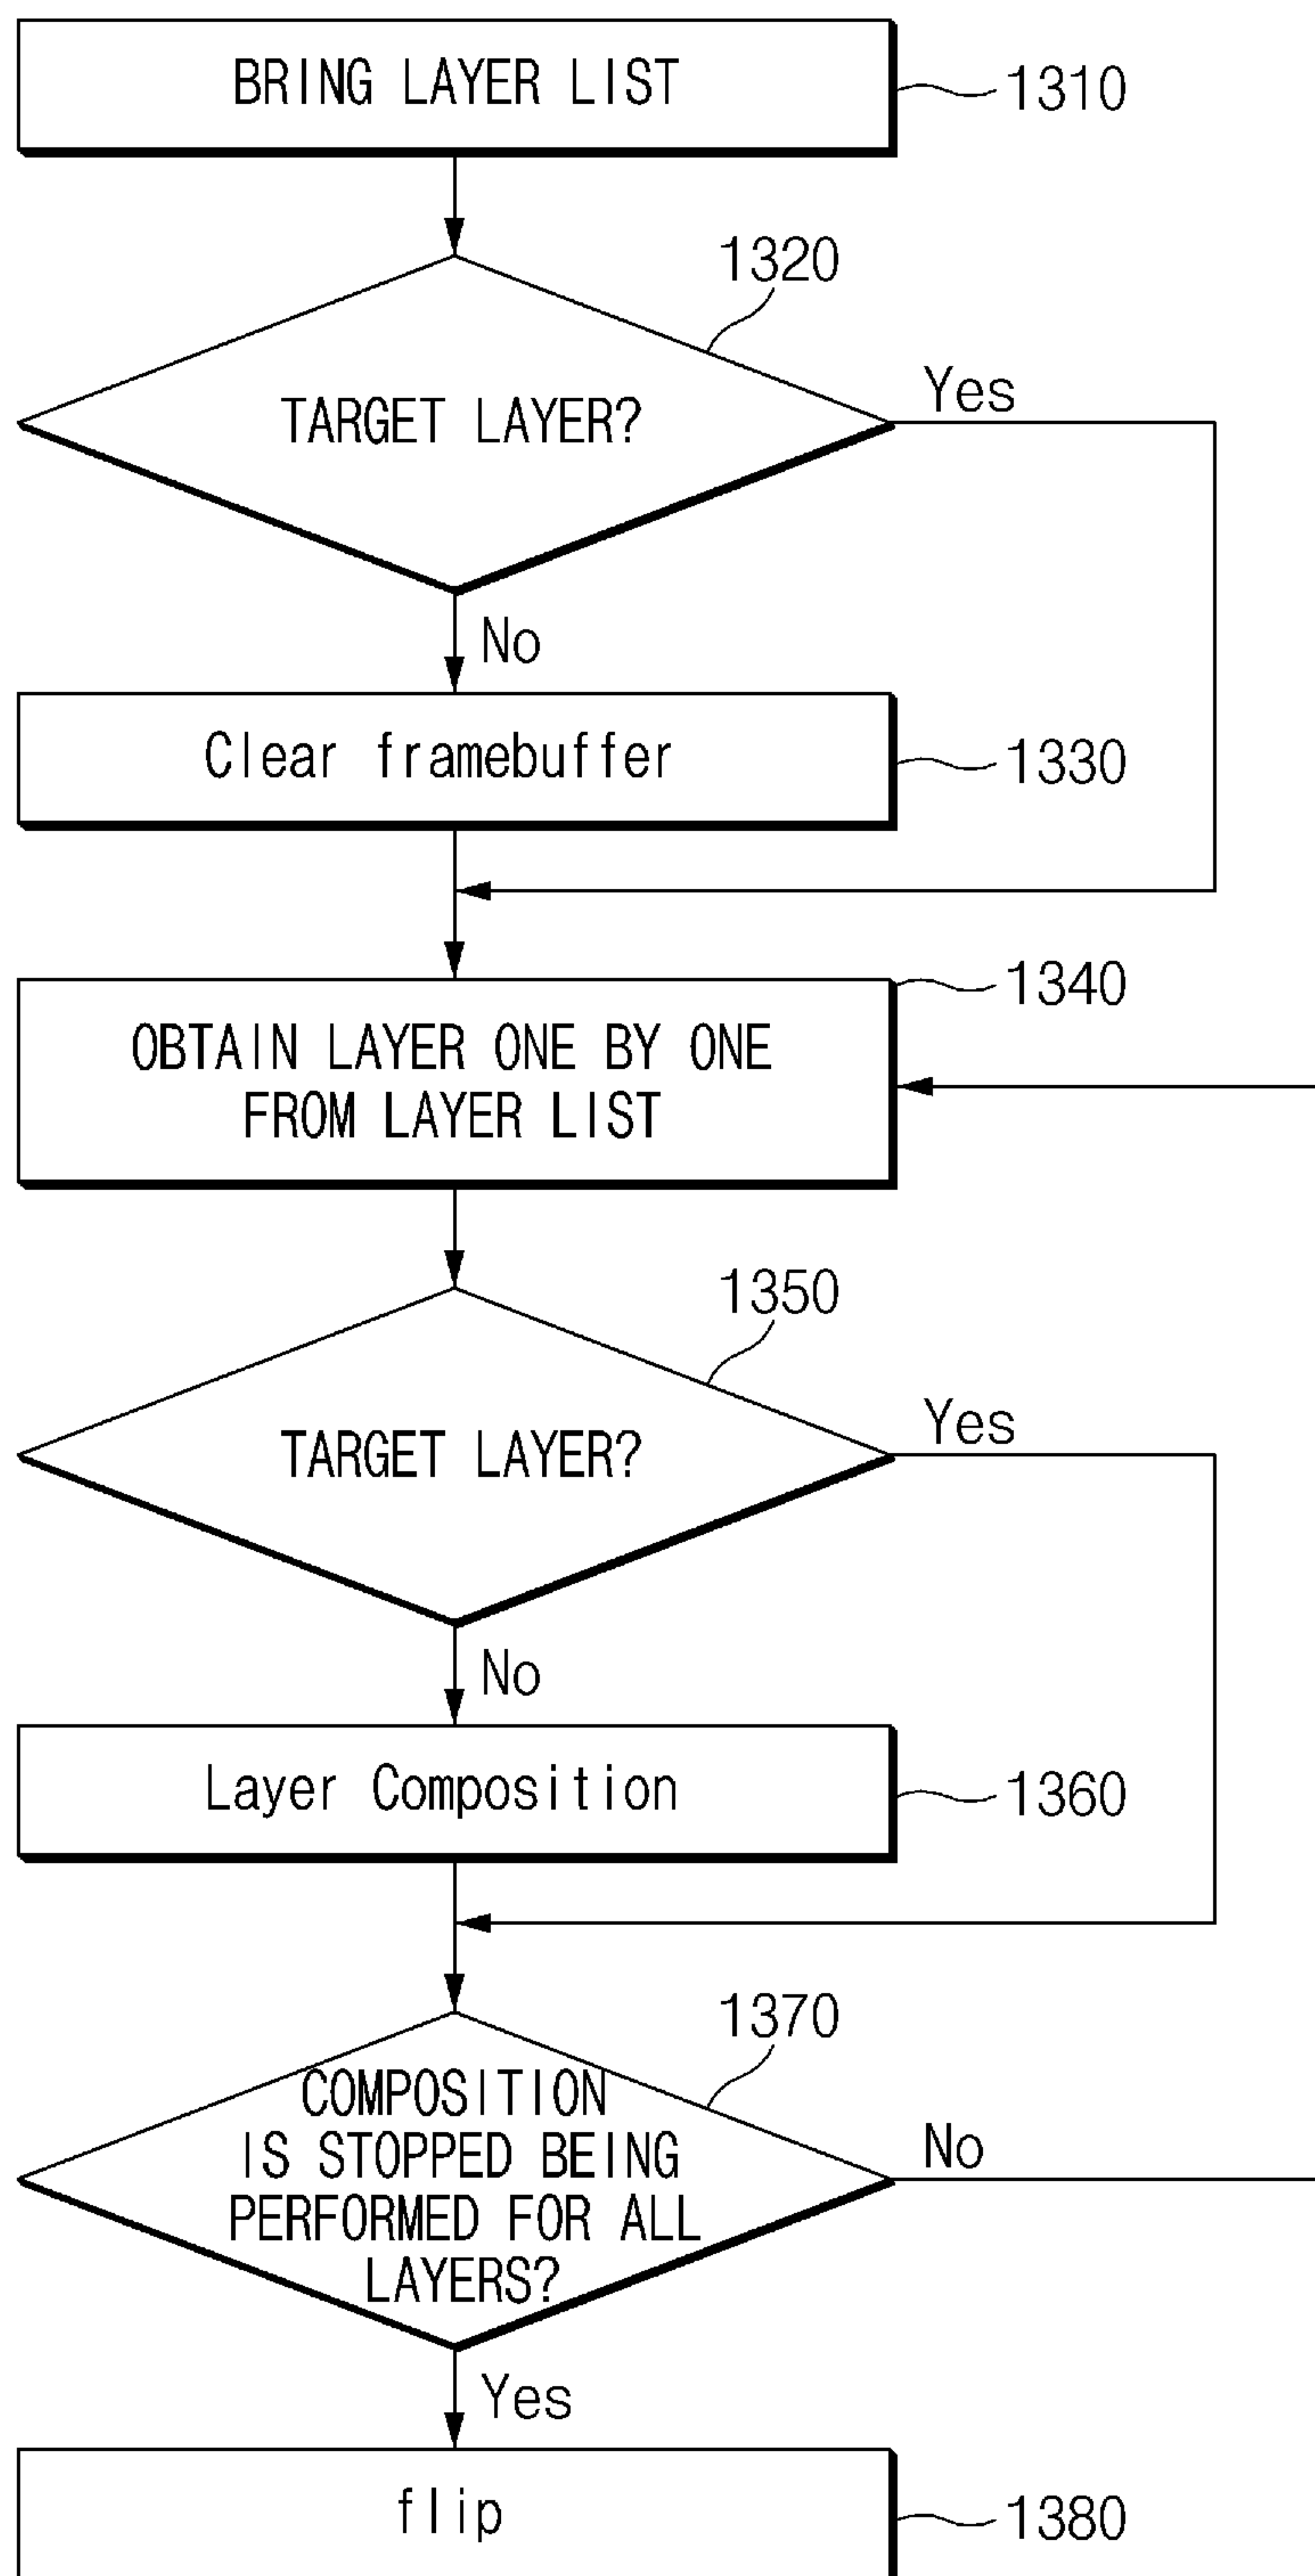 BRING LAYER LIST
1310
1320
TARGET LAYER?
Yes
No
Clear framebuffer
1330
1340
OBTAIN LAYER ONE BY ONE
FROM LAYER LIST
1350
TARGET LAYER?
Yes
No
Layer Composition
1360
1370
COMPOSITION
IS STOPPED BEING
PERFORMED FOR ALL
LAYERS?
No
Yes
flip
1380